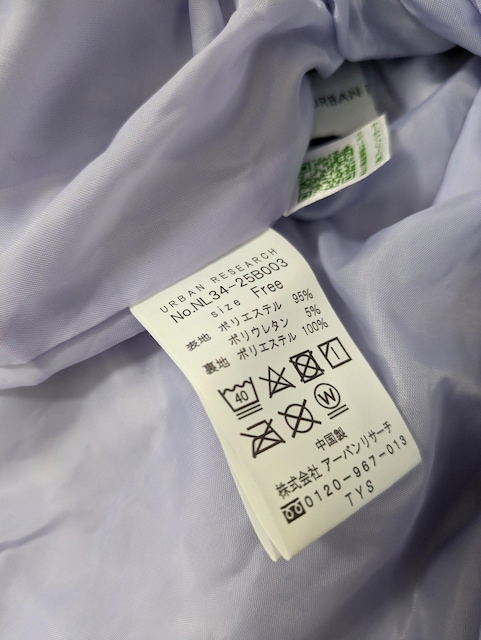 URBAN
URBAN RESEARCH
No.NL34-25B003
size Free
表地 ポリエステル 95%
ポリウレタン 5%
裏地 ポリエステル 100%
40
W
中国製
株式会社 アーバンリサーチ
0120-967-013
TYS